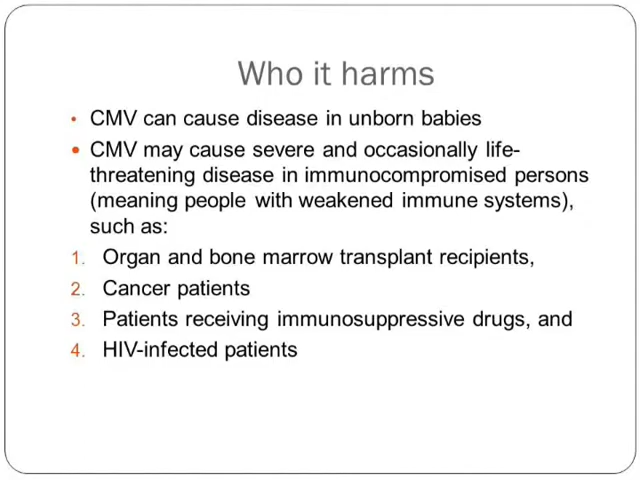 Who it harms
• CMV can cause disease in unborn babies
• CMV may cause severe and occasionally life-
threatening disease in immunocompromised persons
(meaning people with weakened immune systems),
such as:
1. Organ and bone marrow transplant recipients,
2. Cancer patients
3. Patients receiving immunosuppressive drugs, and
4. HIV-infected patients